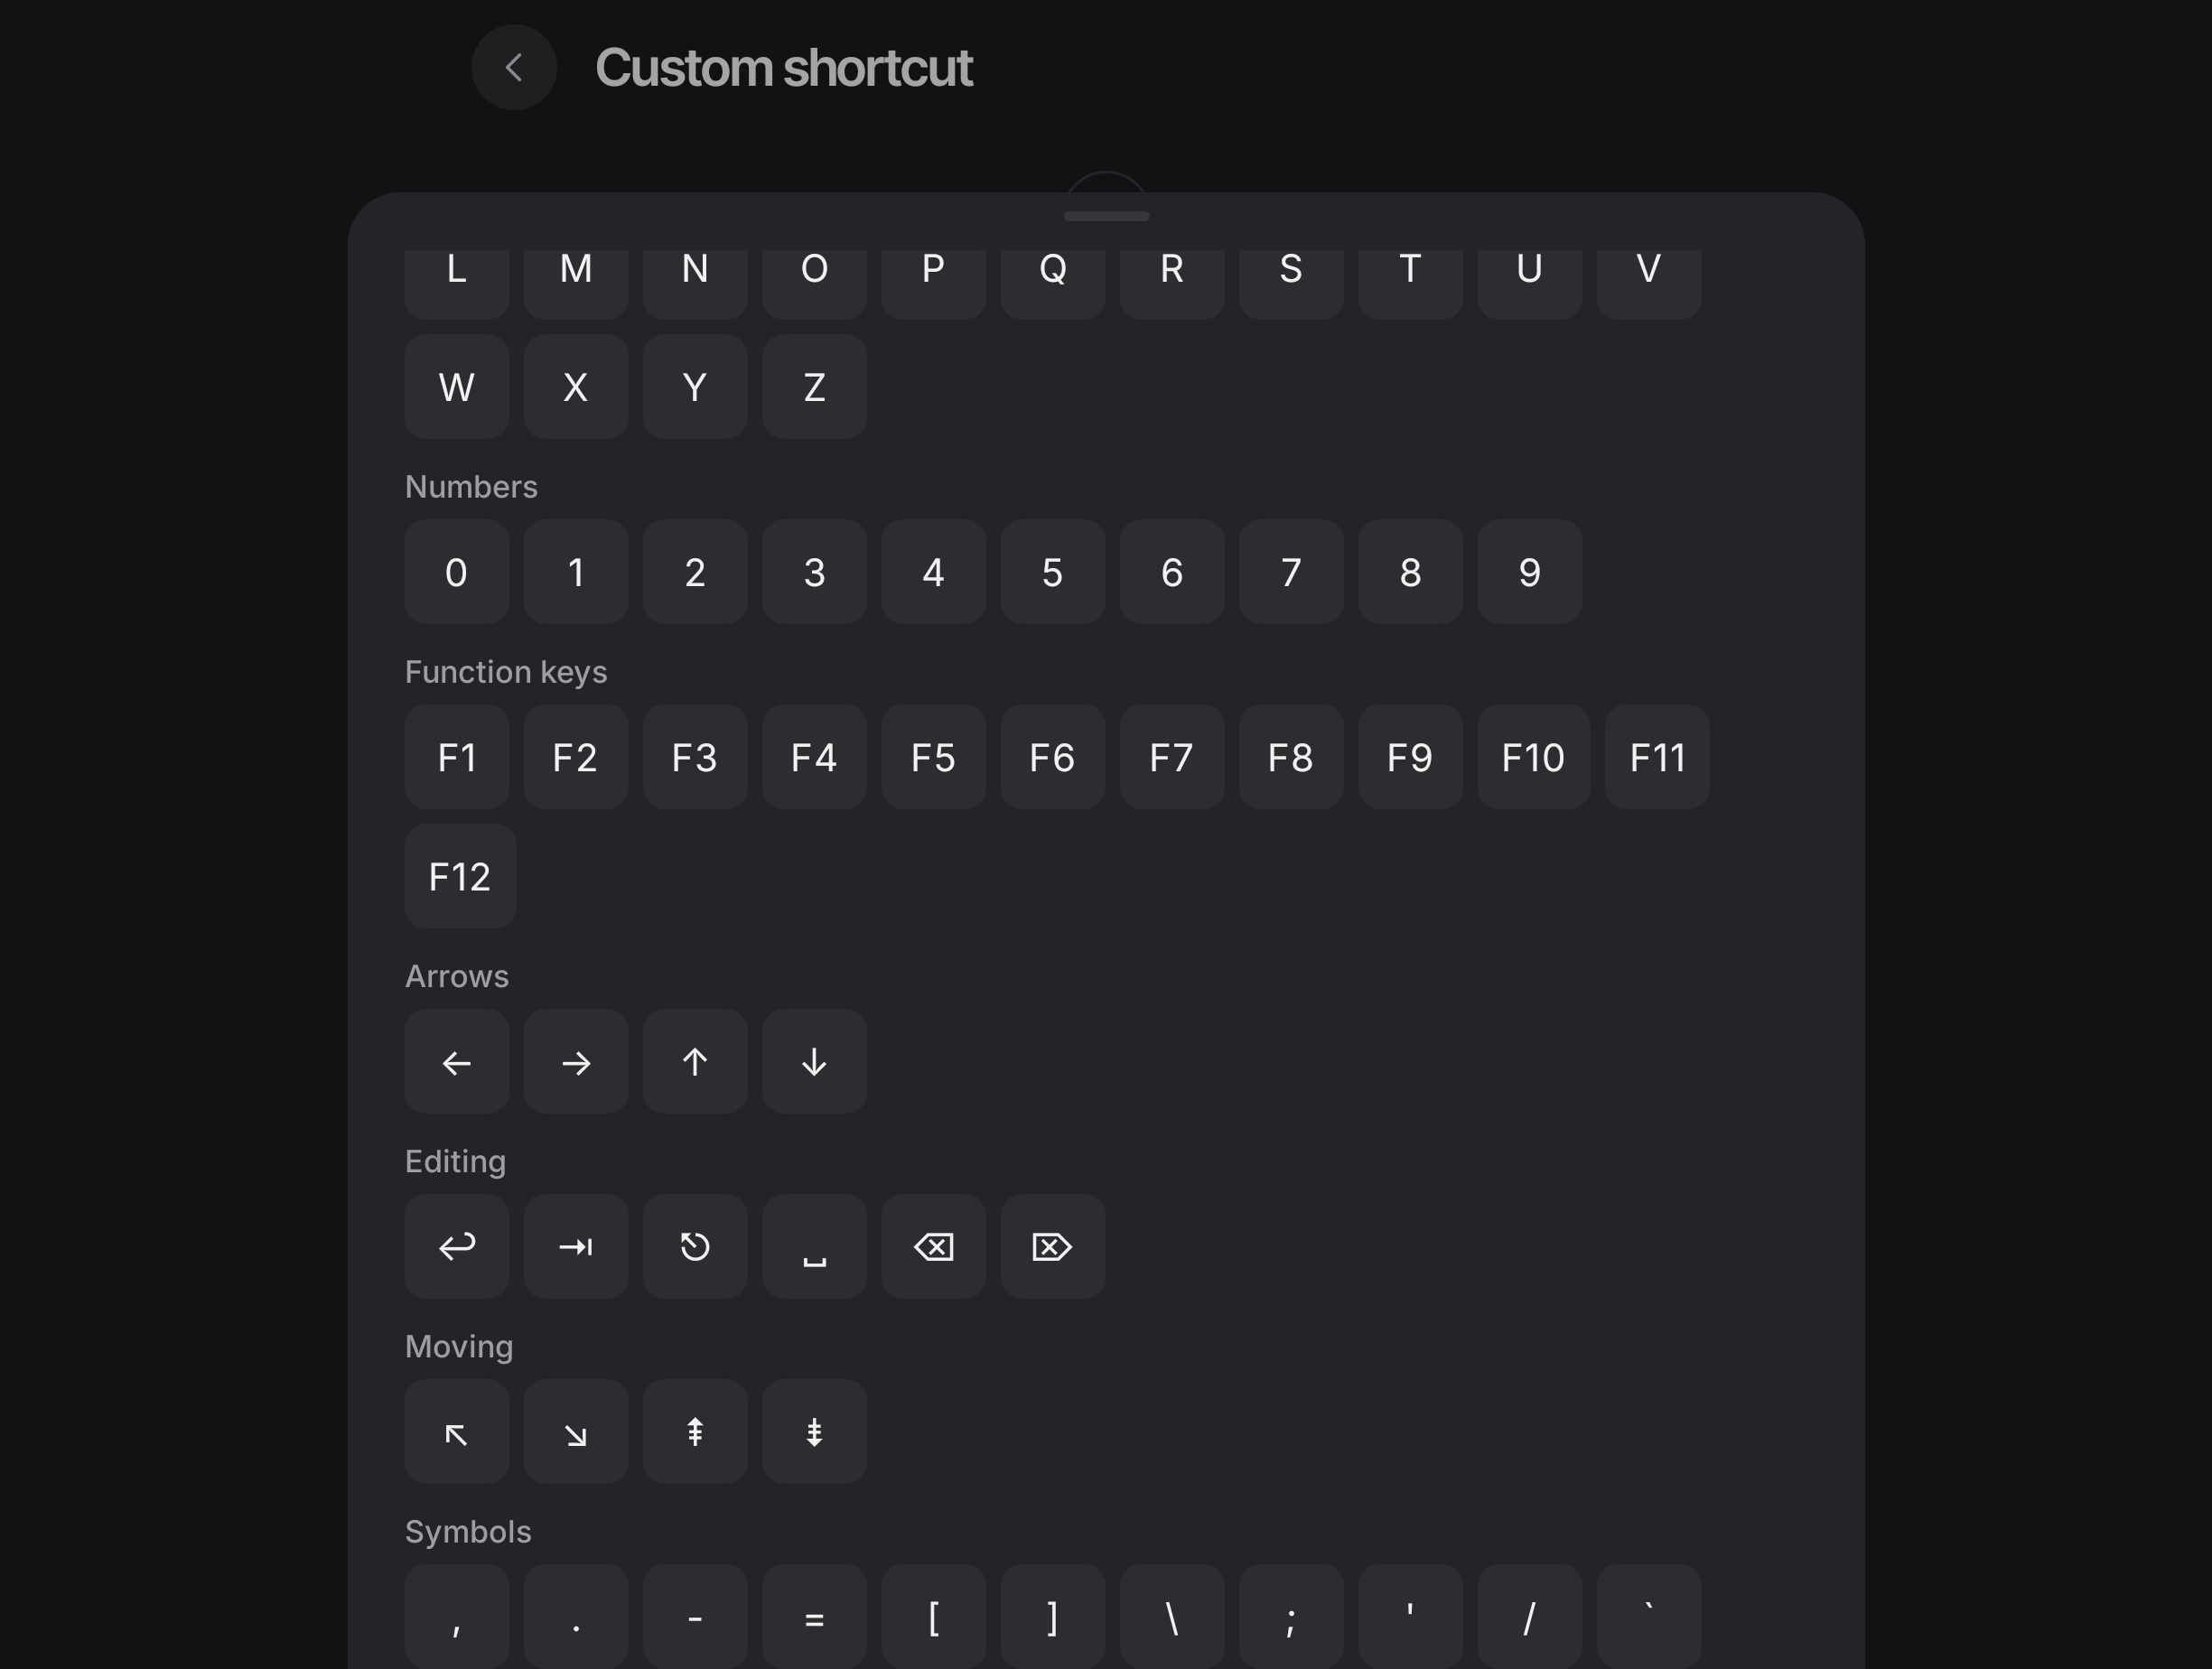 Custom shortcut
L M N O P Q R S T U V
W X Y Z
Numbers
0 1 2 3 4 5 6 7 8 9
Function keys
F1 F2 F3 F4 F5 F6 F7 F8 F9 F10 F11
F12
Arrows
← → ↑ ↓
Editing
↩ ⇥ ⎋ ␣ ⌫ ⌦
Moving
↖ ↘ ⇞ ⇟
Symbols
, . - = [ ] \ ; ' / `